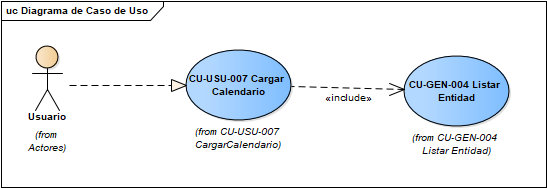 uc Diagrama de Caso de Uso
Usuario
(from
Actores)
CU-USU-007 Cargar
Calendario
(from CU-USU-007
CargarCalendario)
«include»
CU-GEN-004 Listar
Entidad
(from CU-GEN-004
Listar Entidad)